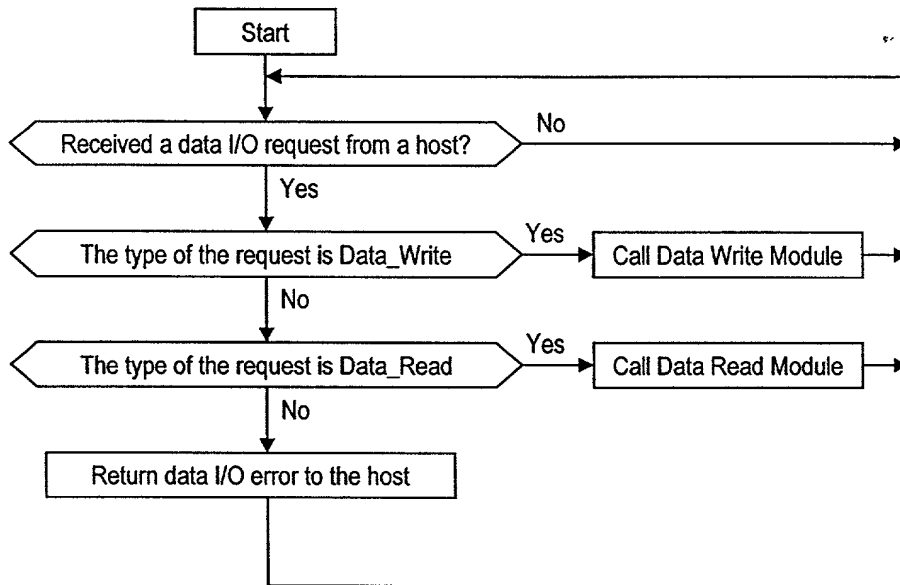 Start
Received a data I/O request from a host?
No
Yes
The type of the request is Data_Write
Yes
Call Data Write Module
No
The type of the request is Data_Read
Yes
Call Data Read Module
No
Return data I/O error to the host